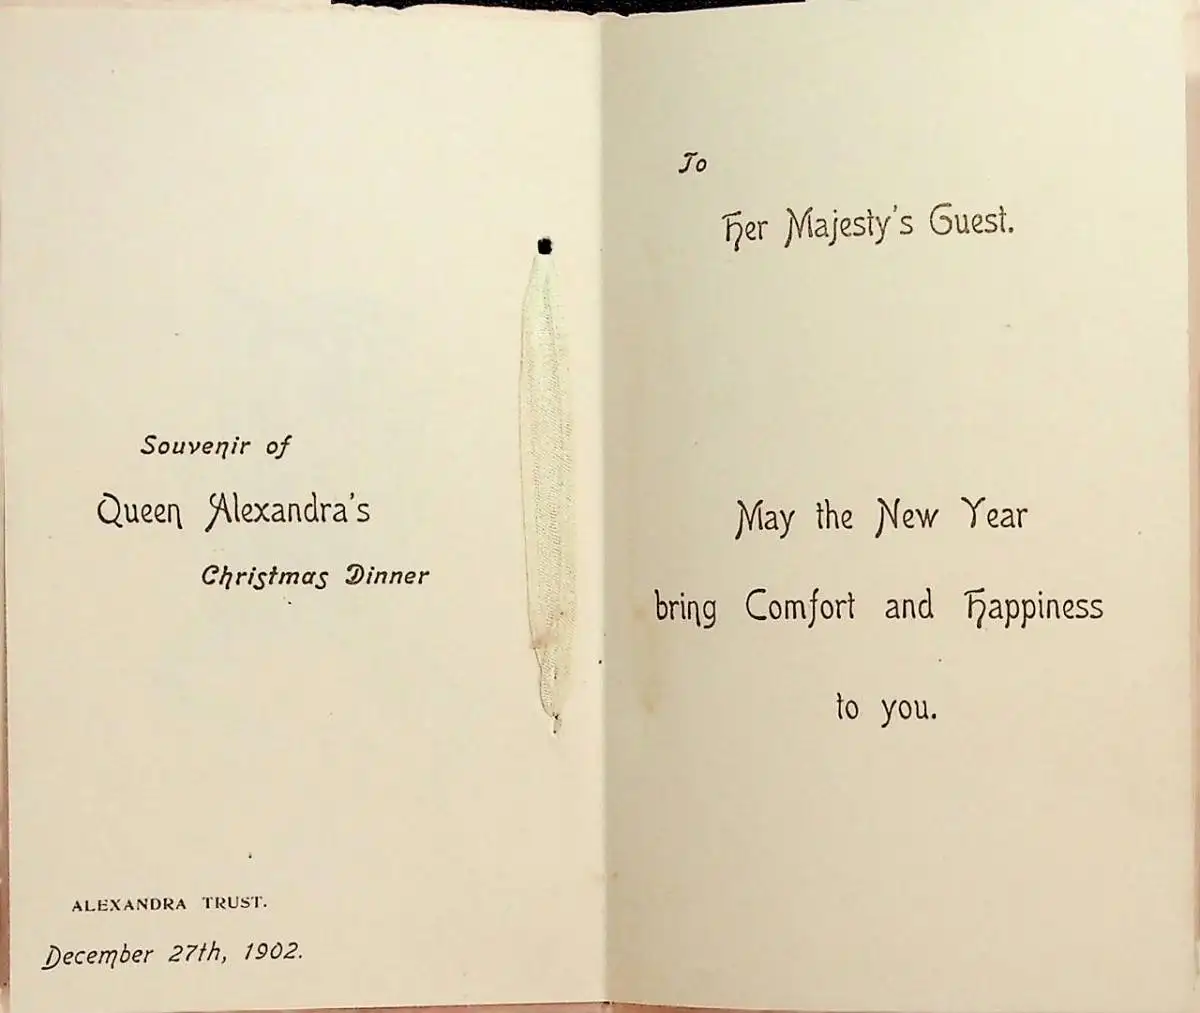 Souvenir of
Queen Alexandra's
Christmas Dinner
ALEXANDRA TRUST.
December 27th, 1902.
To
Her Majesty's Guest.
May the New Year
bring Comfort and Happiness
to you.